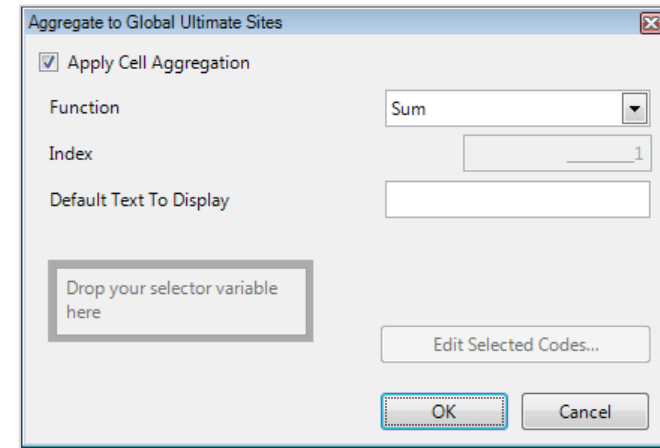 Aggregate to Global Ultimate Sites
Apply Cell Aggregation
Function
Sum
Index
_______1
Default Text To Display
Drop your selector variable
here
Edit Selected Codes...
OK
Cancel